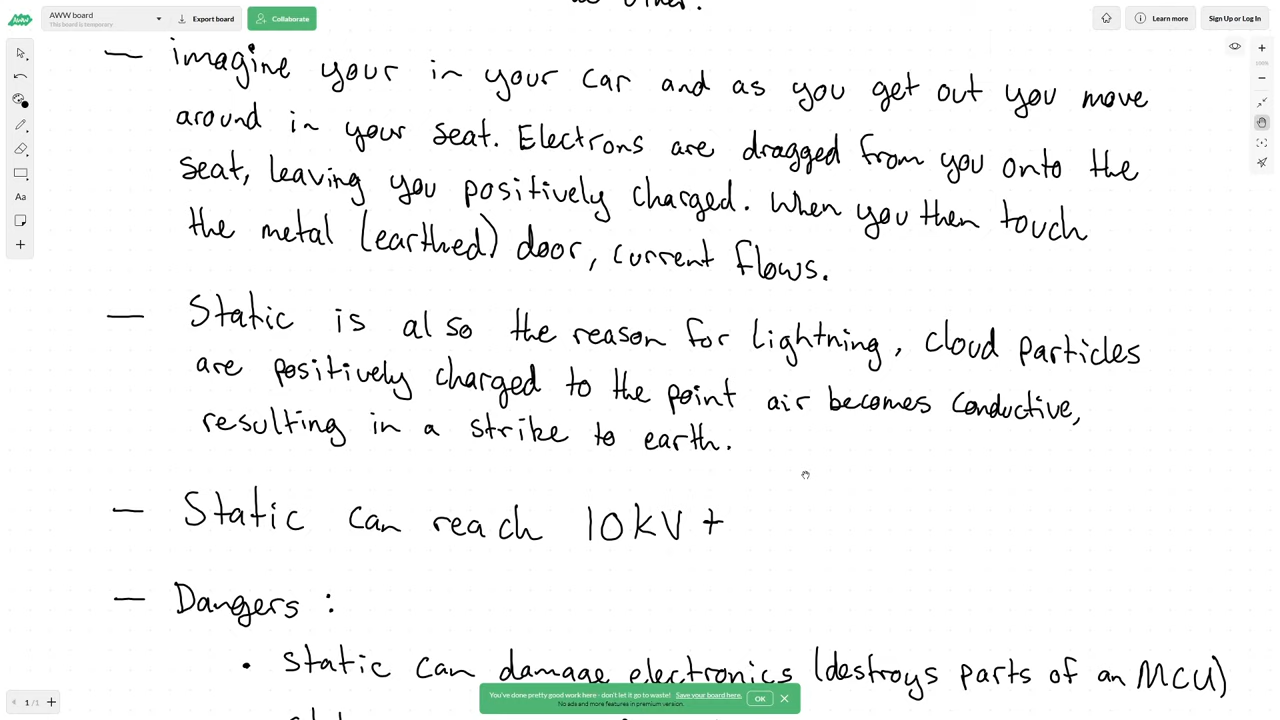 AWW board
This board is temporary
Export board
Collaborate
Learn more
Sign Up or Log In
— imagine your in your car and as you get out you move
around in your seat. Electrons are dragged from you onto the
seat, leaving you positively charged. When you then touch
the metal (earthed) door, current flows.
— Static is also the reason for lightning, cloud particles
are positively charged to the point air becomes conductive,
resulting in a strike to earth.
— Static can reach 10kV +
— Dangers :
• static can damage electronics (destroys parts of an MCU)
100%
Aa
You've done pretty good work here - don't let it go to waste! Save your board here.
No ads and more features in premium version.
OK
1 / 1